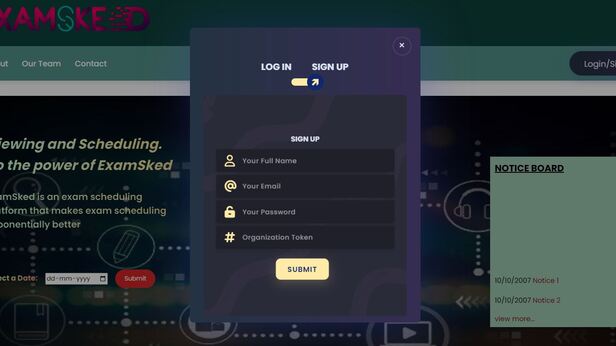 XAMSKED
ut
Our Team
Contact
Login/Si
×
LOG IN
SIGN UP
SIGN UP
Your Full Name
Your Email
Your Password
Organization Token
SUBMIT
iewing and Scheduling.
o the power of ExamSked
amSked is an exam scheduling
atform that makes exam scheduling
ponentially better
ect a Date:
dd-mm-yyyy
Submit
NOTICE BOARD
10/10/2007 Notice 1
10/10/2007 Notice 2
view more...